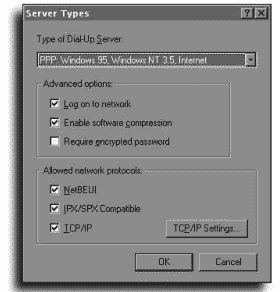 Server Types
Type of Dial-Up Server:
PPP: Windows 95, Windows NT 3.5, Internet
Advanced options:
Log on to network
Enable software compression
Require encrypted password
Allowed network protocols:
NetBEUI
IPX/SPX Compatible
TCP/IP
TCP/IP Settings...
OK
Cancel